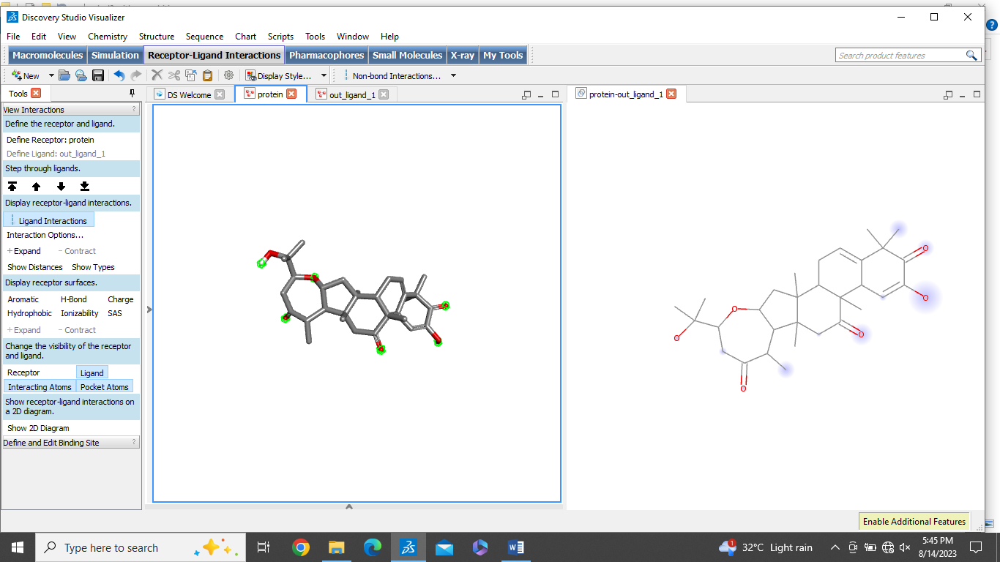 Discovery Studio Visualizer
File Edit View Chemistry Structure Sequence Chart Scripts Tools Window Help
Macromolecules Simulation Receptor-Ligand Interactions Pharmacophores Small Molecules X-ray My Tools
Search product features
New Display Style... Non-bond Interactions...
Tools
DS Welcome protein out_ligand_1 protein-out_ligand_1
View Interactions ?
Define the receptor and ligand.
Define Receptor: protein
Define Ligand: out_ligand_1
Step through ligands.
Display receptor-ligand interactions.
Ligand Interactions
Interaction Options...
+ Expand - Contract
Show Distances Show Types
Display receptor surfaces.
Aromatic H-Bond Charge
Hydrophobic Ionizability SAS
+ Expand - Contract
Change the visibility of the receptor
and ligand.
Receptor Ligand
Interacting Atoms Pocket Atoms
Show receptor-ligand interactions on
a 2D diagram.
Show 2D Diagram
Define and Edit Binding Site ?
O
O
O
O
O
O
Enable Additional Features
Type here to search
1 32°C Light rain
5:45 PM
8/14/2023